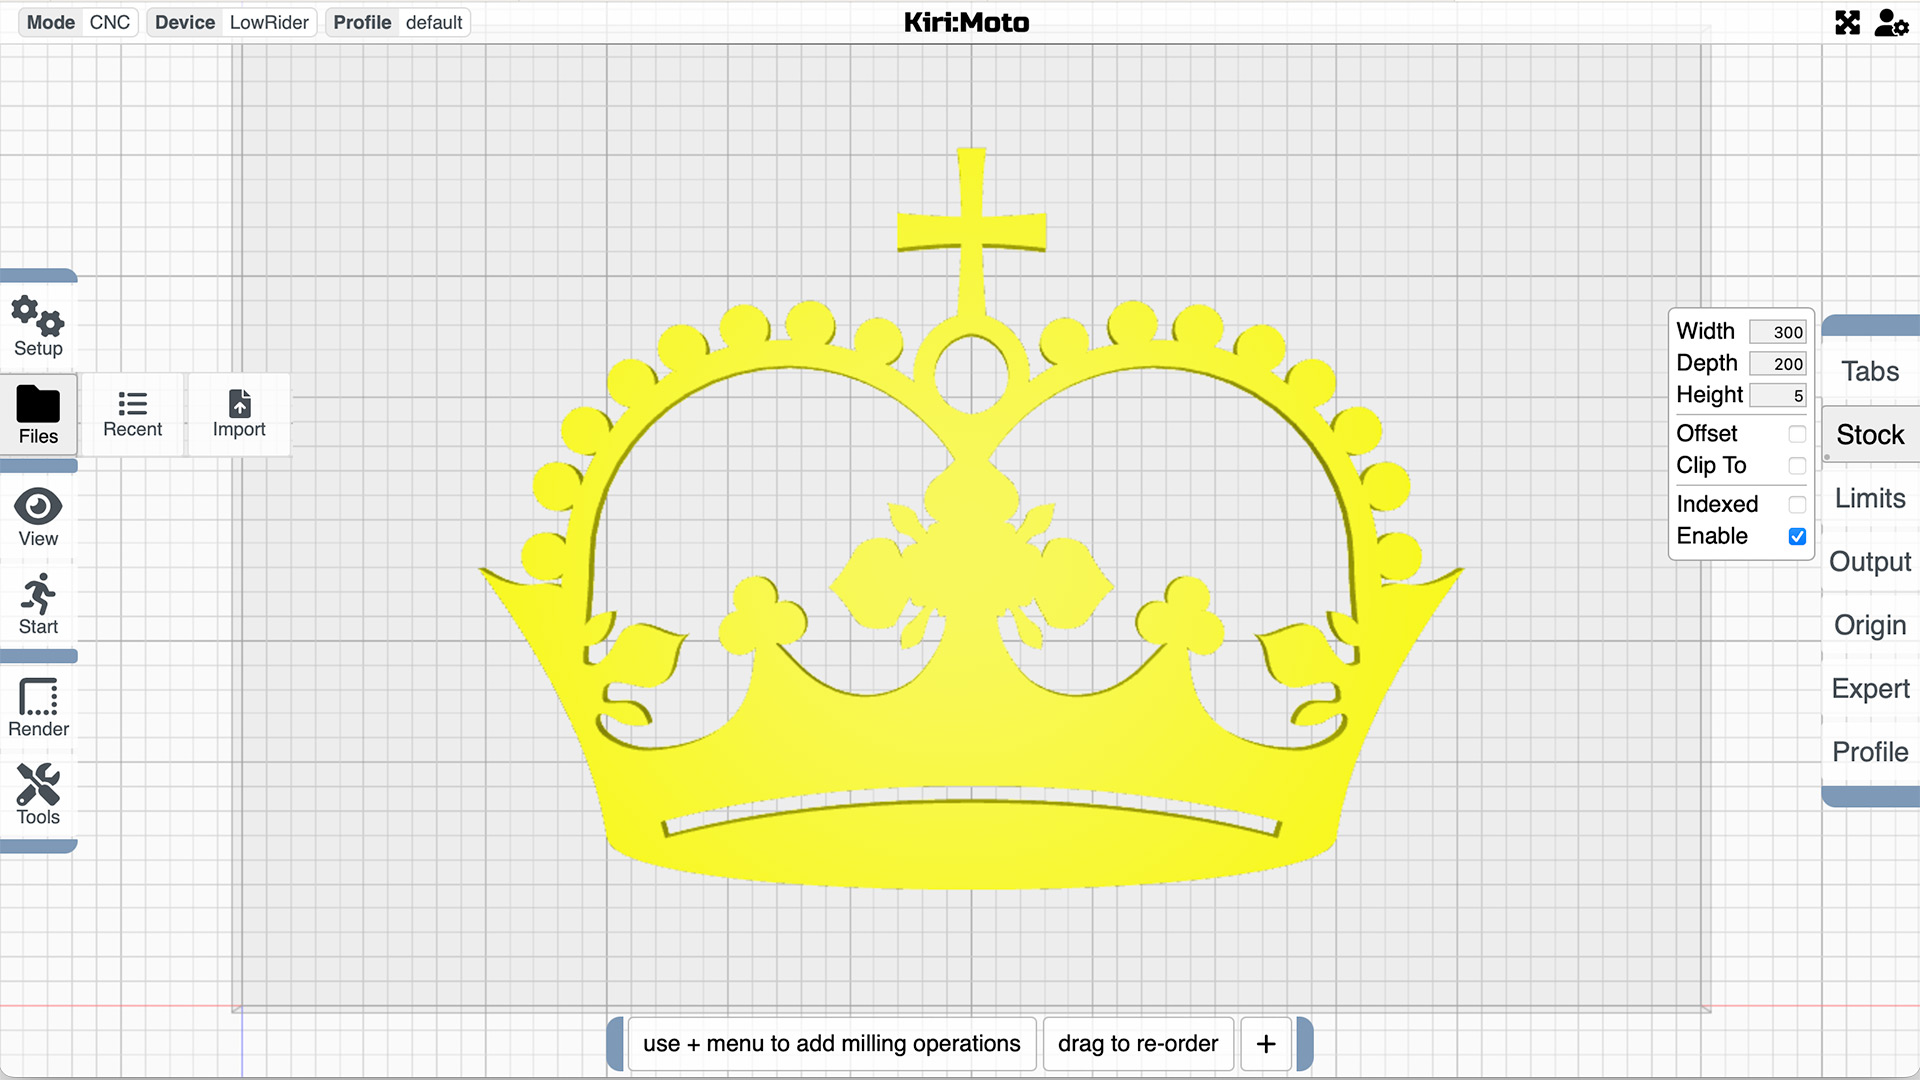 Mode CNC Device LowRider Profile default
Kiri:Moto
Setup
Files
Recent
Import
View
Start
Render
Tools
Width 300
Depth 200
Height 5
Offset
Clip To
Indexed
Enable
Tabs
Stock
Limits
Output
Origin
Expert
Profile
use + menu to add milling operations
drag to re-order
+